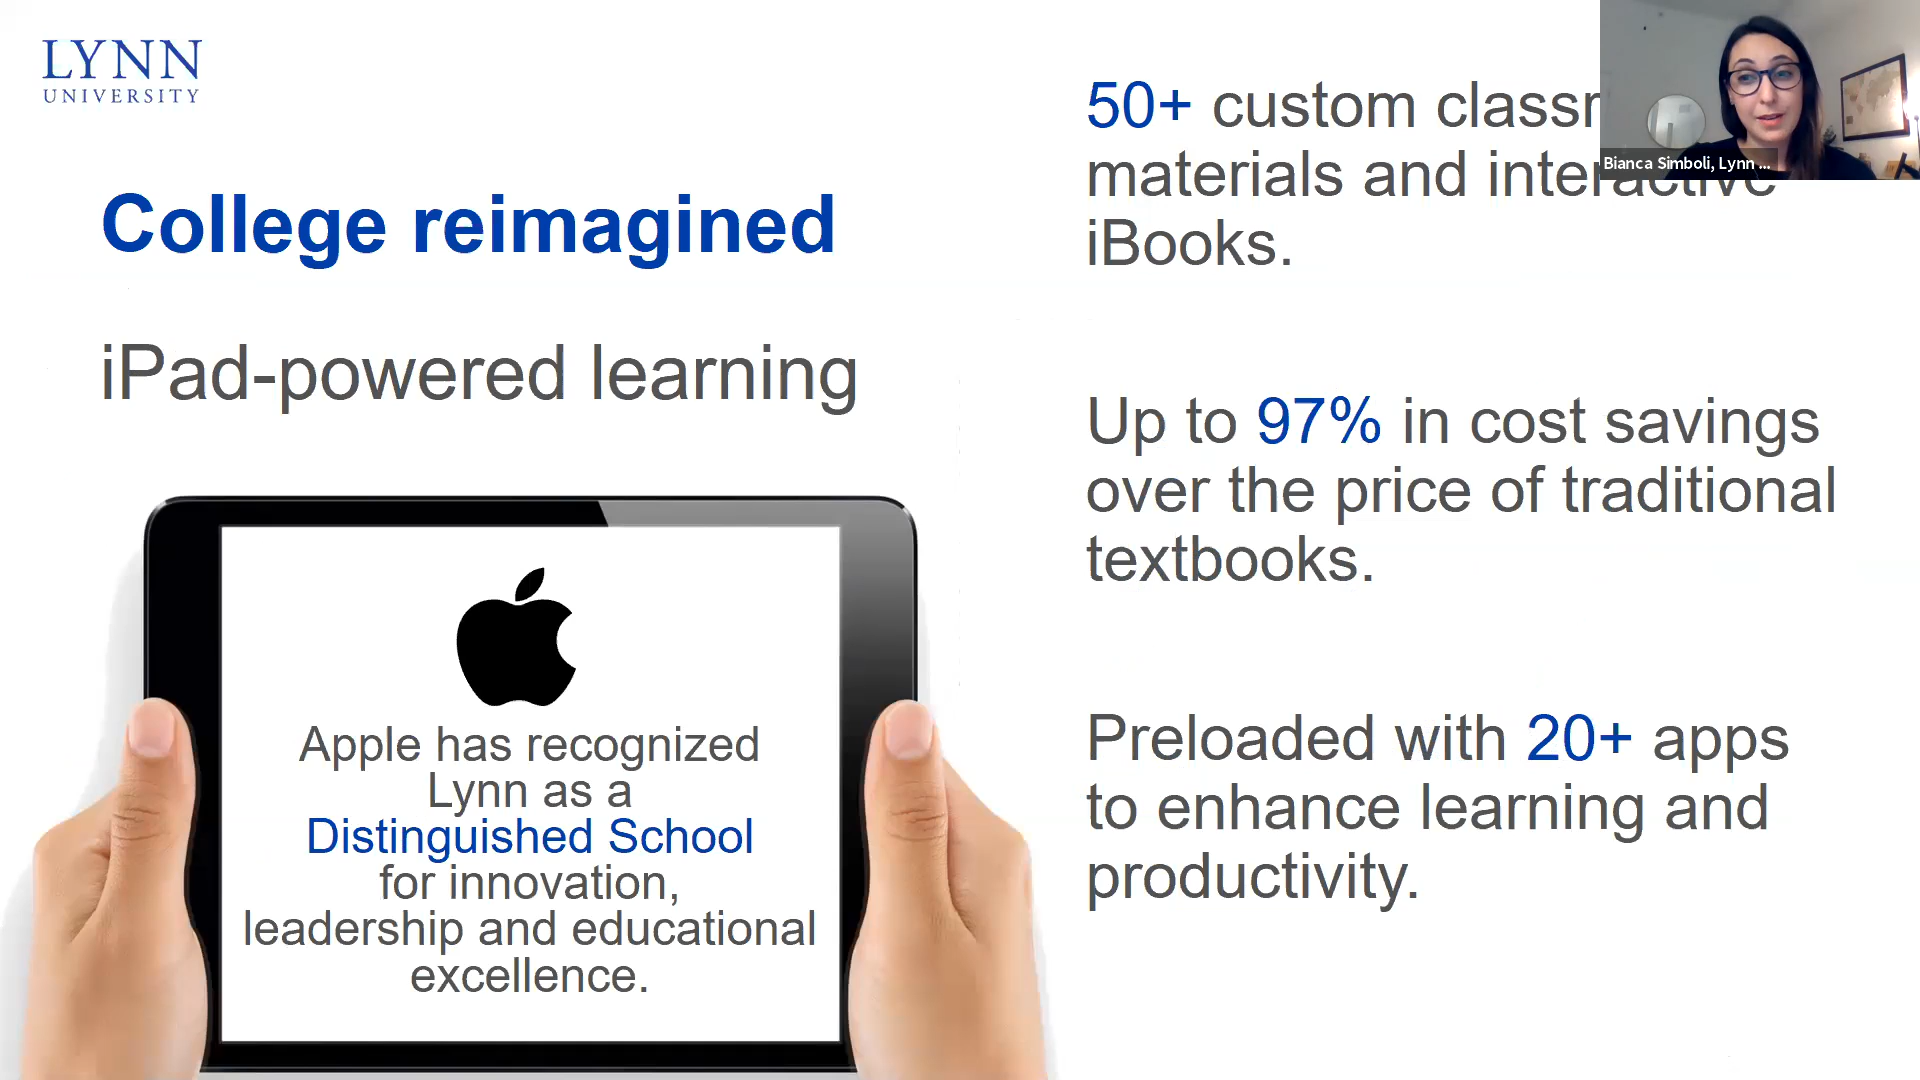 LYNN
UNIVERSITY
College reimagined
iPad-powered learning
Apple has recognized
Lynn as a
Distinguished School
for innovation,
leadership and educational
excellence.
50+ custom
materials and interactive
iBooks.
Up to 97% in cost savings
over the price of traditional
textbooks.
Preloaded with 20+ apps
to enhance learning and
productivity.
Bianca Simboli, Lynn ...